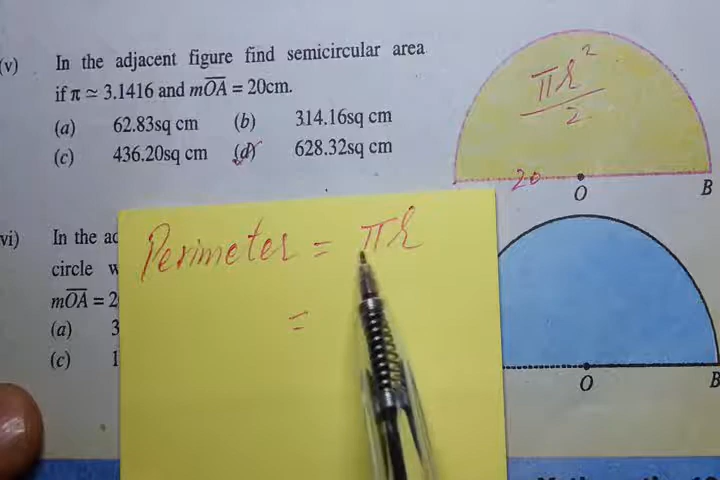 (v) In the adjacent figure find semicircular area
if π ≃ 3.1416 and mOA = 20cm.
(a) 62.83sq cm (b) 314.16sq cm
(c) 436.20sq cm (d) 628.32sq cm
πr²
2
20
O B
vi) In the
circle
mOA = 2
(a) 3
(c) 1
Perimeter = πr
=
O B